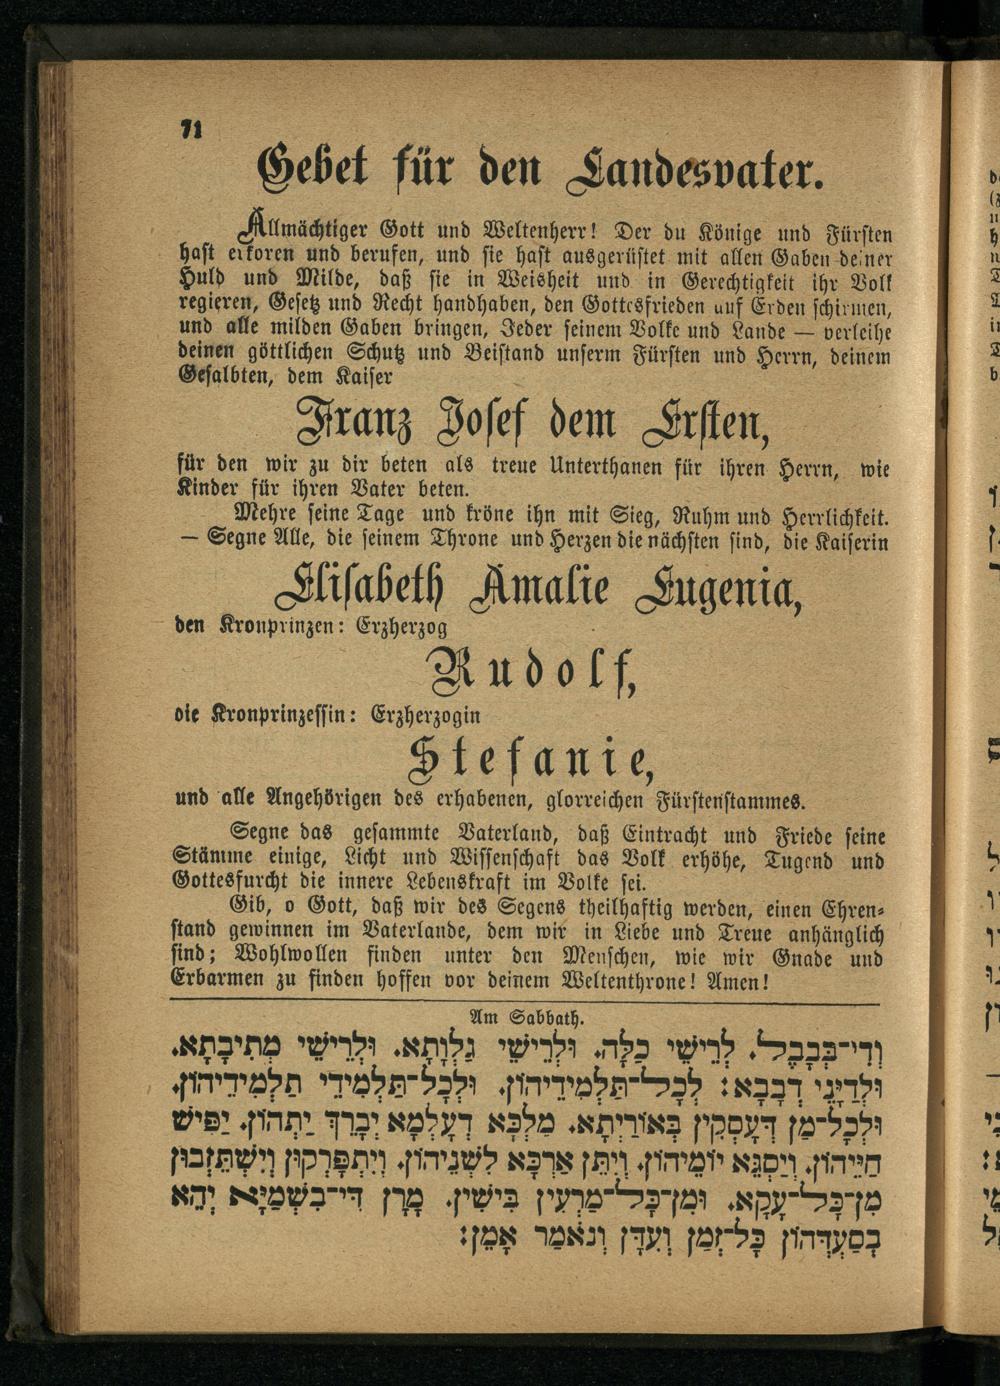 71
Gebet für den Landesvater.
Allmächtiger Gott und Weltenherr! Der du Könige und Fürsten
hast erkoren und berufen, und sie hast ausgerüstet mit allen Gaben deiner
Huld und Milde, daß sie in Weisheit und in Gerechtigkeit ihr Volk
regieren, Gesetz und Recht handhaben, den Gottesfrieden auf Erden schirmen,
und alle milden Gaben bringen, Jeder seinem Volke und Lande — verleihe
deinen göttlichen Schutz und Beistand unserm Fürsten und Herrn, deinem
Gesalbten, dem Kaiser
Franz Josef dem Ersten,
für den wir zu dir beten als treue Unterthanen für ihren Herrn, wie
Kinder für ihren Vater beten.
Mehre seine Tage und kröne ihn mit Sieg, Ruhm und Herrlichkeit.
— Segne Alle, die seinem Throne und Herzen die nächsten sind, die Kaiserin
Elisabeth Amalie Eugenia,
den Kronprinzen: Erzherzog
Rudolf,
die Kronprinzessin: Erzherzogin
Stefanie,
und alle Angehörigen des erhabenen, glorreichen Fürstenstammes.
Segne das gesammte Vaterland, daß Eintracht und Friede seine
Stämme einige, Licht und Wissenschaft das Volk erhöhe, Tugend und
Gottesfurcht die innere Lebenskraft im Volke sei.
Gib, o Gott, daß wir des Segens theilhaftig werden, einen Ehren-
stand gewinnen im Vaterlande, dem wir in Liebe und Treue anhänglich
sind; Wohlwollen finden unter den Menschen, wie wir Gnade und
Erbarmen zu finden hoffen vor deinem Weltenthrone! Amen!
Am Sabbath.
וְדִי־בְּבָבֶל. לְרֵישֵׁי כַלָּה. וּלְרֵישֵׁי גַלְוָתָא. וּלְרֵישֵׁי מְתִיבָתָא.
וּלְדַיָּנֵי דְבָבָא: לְכָל־תַּלְמִידֵיהוֹן. וּלְכָל־תַּלְמִידֵי תַלְמִידֵיהוֹן.
וּלְכָל־מַן דְּעָסְקִין בְּאוֹרַיְתָא. מַלְכָּא דְעָלְמָא יְבָרֵךְ יַתְהוֹן. יַפִּישׁ
חַיֵּיהוֹן. וְיַסְגֵּא יוֹמֵיהוֹן. וְיִתֵּן אַרְכָּא לִשְׁנֵיהוֹן. וְיִתְפָּרְקוּן וְיִשְׁתֵּזְבוּן
מִן־כָּל־עָקָא. וּמִן־כָּל־מַרְעִין בִּישִׁין. מָרָן דִּי־בִשְׁמַיָּא יְהֵא
בְסַעְדְּהוֹן כָּל־זְמַן וְעִדָּן וְנֹאמַר אָמֵן: